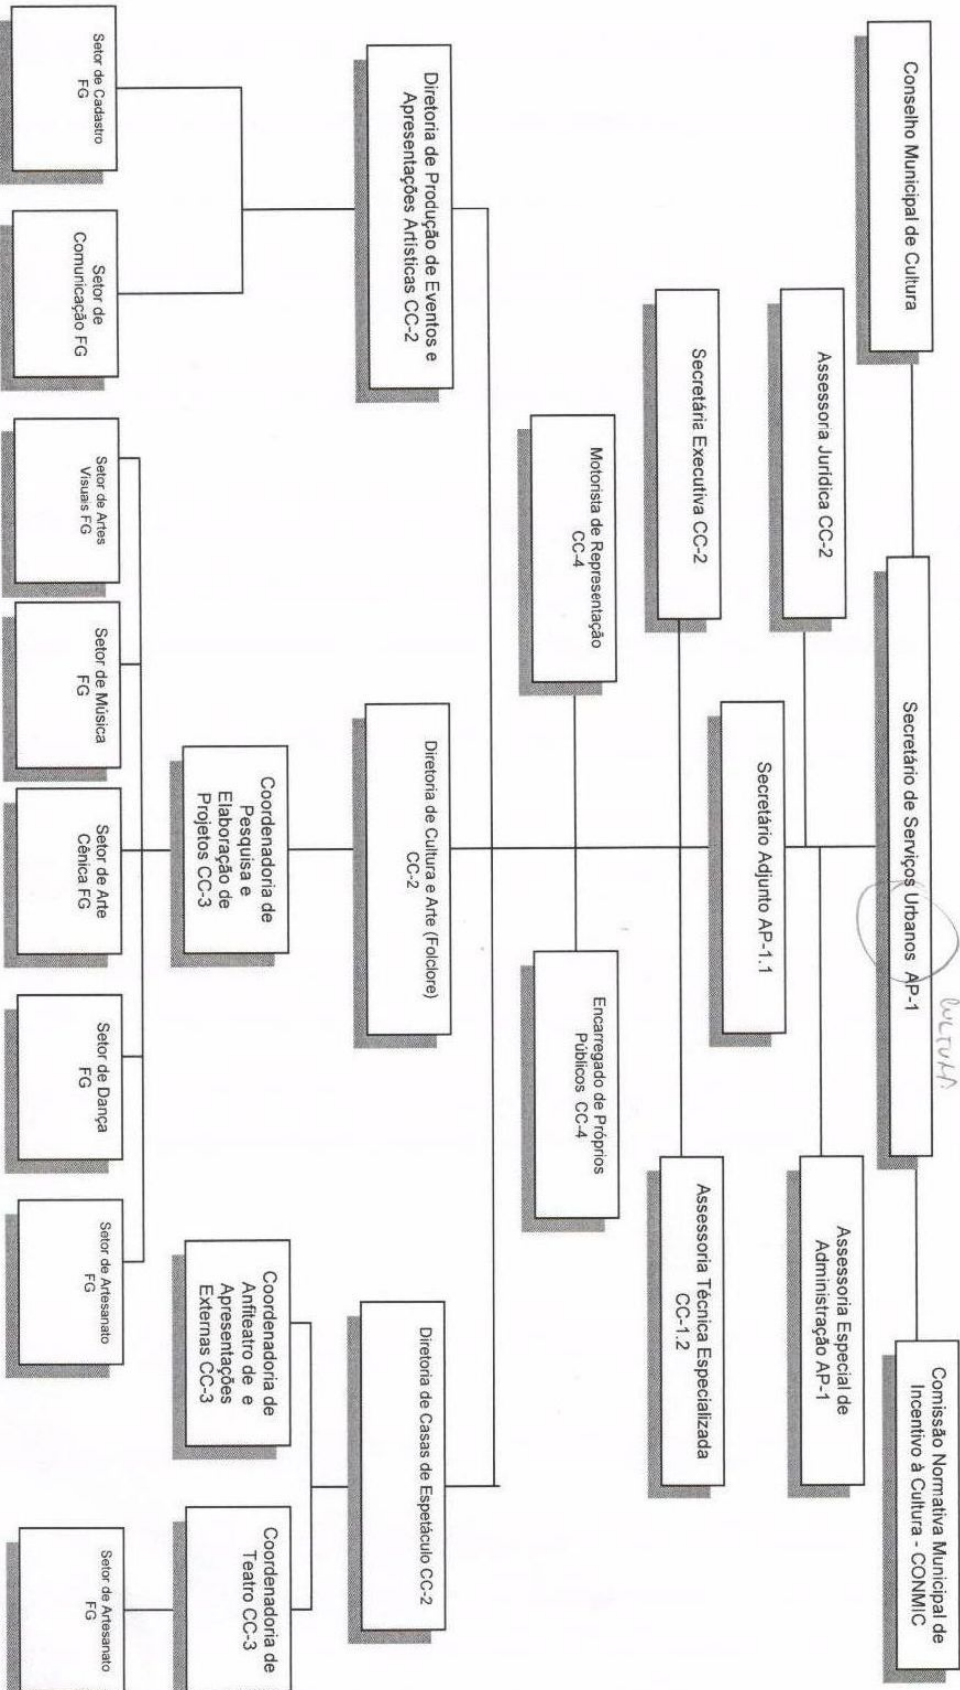 Conselho Municipal de Cultura
Secretário de Serviços Urbanos AP-1
CULTURA
Comissão Normativa Municipal de
Incentivo à Cultura - CONMIC
Assessoria Jurídica CC-2
Assessoria Especial de
Administração AP-1
Secretário Adjunto AP-1.1
Secretária Executiva CC-2
Assessoria Técnica Especializada
CC-1.2
Motorista de Representação
CC-4
Encarregado de Próprios
Públicos CC-4
Diretoria de Produção de Eventos e
Apresentações Artísticas CC-2
Diretoria de Cultura e Arte (Folclore)
CC-2
Diretoria de Casas de Espetáculo CC-2
Coordenadoria de
Pesquisa e
Elaboração de
Projetos CC-3
Coordenadoria de
Anfiteatro de e
Apresentações
Externas CC-3
Coordenadoria de
Teatro CC-3
Setor de Cadastro
FG
Setor de
Comunicação FG
Setor de Artes
Visuais FG
Setor de Música
FG
Setor de Arte
Cênica FG
Setor de Dança
FG
Setor de Artesanato
FG
Setor de Artesanato
FG